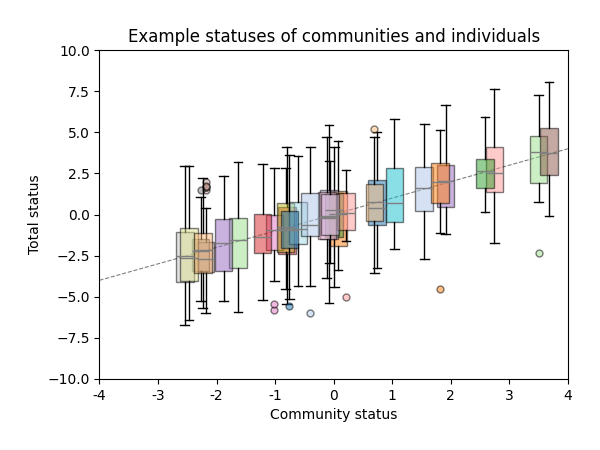 Example statuses of communities and individuals
10.0
7.5
5.0
2.5
0.0
−2.5
−5.0
−7.5
−10.0
Total status
-4 -3 -2 -1 0 1 2 3 4
Community status